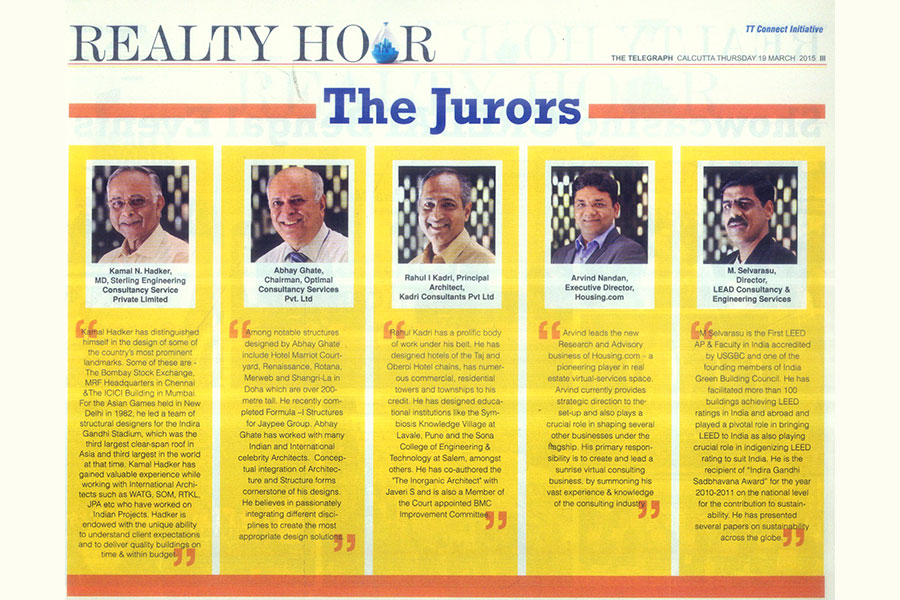 REALTY HOUR
TT Connect Initiative
THE TELEGRAPH CALCUTTA THURSDAY 19 MARCH 2015 III
The Jurors
Kamal N. Hadker,
MD, Sterling Engineering
Consultancy Service
Private Limited
“
Kamal Hadker has distinguished
himself in the design of some of
the country's most prominent
landmarks. Some of these are -
The Bombay Stock Exchange,
MRF Headquarters in Chennai
&The ICICI Building in Mumbai
For the Asian Games held in New
Delhi in 1982, he led a team of
structural designers for the Indira
Gandhi Stadium, which was the
third largest clear-span roof in
Asia and third largest in the world
at that time. Kamal Hadker has
gained valuable experience while
working with International Archi-
tects such as WATG, SOM, RTKL,
JPA etc who have worked on
Indian Projects. Hadker is
endowed with the unique ability
to understand client expectations
and to deliver quality buildings on
time & within budget.
”
Abhay Ghate,
Chairman, Optimal
Consultancy Services
Pvt. Ltd
“
Among notable structures
designed by Abhay Ghate
include Hotel Marriot Court-
yard, Renaissance, Rotana,
Merweb and Shangri-La in
Doha which are over 200-
metre tall. He recently com-
pleted Formula –I Structures
for Jaypee Group. Abhay
Ghate has worked with many
Indian and International
celebrity Architects. Concep-
tual integration of Architec-
ture and Structure forms
cornerstone of his designs.
He believes in passionately
integrating different disci-
plines to create the most
appropriate design solutions.
”
Rahul I Kadri, Principal
Architect,
Kadri Consultants Pvt Ltd
“
Rahul Kadri has a prolific body
of work under his belt. He has
designed hotels of the Taj and
Oberoi Hotel chains, has numer-
ous commercial, residential
towers and townships to his
credit. He has designed educa-
tional institutions like the Sym-
biosis Knowledge Village at
Lavale, Pune and the Sona
College of Engineering &
Technology at Salem, amongst
others. He has co-authored the
"The Inorganic Architect" with
Javeri S and is also a Member of
the Court appointed BMC
Improvement Committee.
”
Arvind Nandan,
Executive Director,
Housing.com
“
Arvind leads the new
Research and Advisory
business of Housing.com - a
pioneering player in real
estate virtual-services space.
Arvind currently provides
strategic direction to the
set-up and also plays a
crucial role in shaping several
other businesses under the
flagship. His primary respon-
sibility is to create and lead a
sunrise virtual consulting
business, by summoning his
vast experience & knowledge
of the consulting industry.
”
M. Selvarasu,
Director,
LEAD Consultancy &
Engineering Services
“
M Selvarasu is the First LEED
AP & Faculty in India accredited
by USGBC and one of the
founding members of India
Green Building Council. He has
facilitated more than 100
buildings achieving LEED
ratings in India and abroad and
played a pivotal role in bringing
LEED to India as also playing
crucial role in indigenizing LEED
rating to suit India. He is the
recipient of "Indira Gandhi
Sadbhavana Award" for the year
2010-2011 on the national level
for the contribution to sustain-
ability. He has presented
several papers on sustainability
across the globe.
”